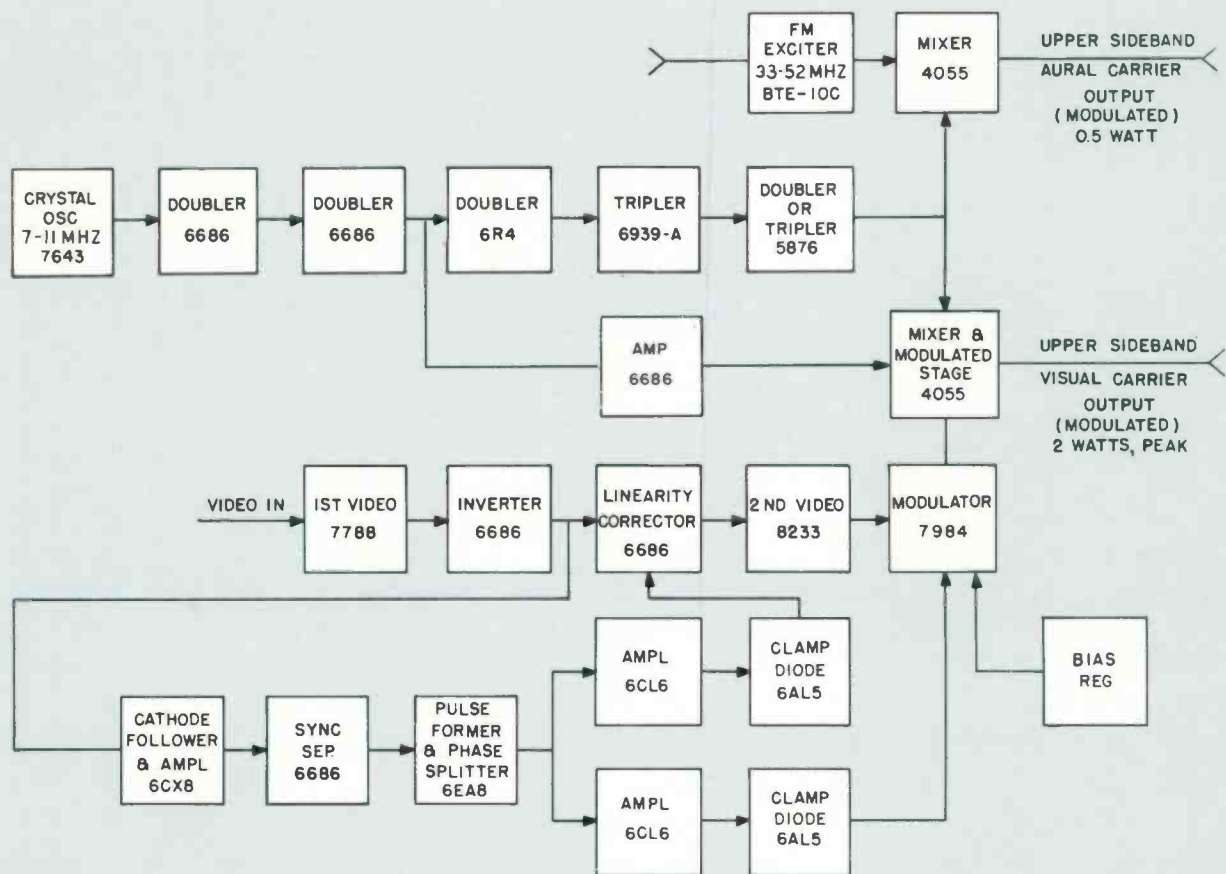 FM
EXCITER
33-52 MHZ
BTE-10C
MIXER
4055
UPPER SIDEBAND
AURAL CARRIER
OUTPUT
(MODULATED)
0.5 WATT
CRYSTAL
OSC
7-11 MHZ
7643
DOUBLER
6686
DOUBLER
6686
DOUBLER
6R4
TRIPLER
6939-A
DOUBLER
OR
TRIPLER
5876
AMP
6686
MIXER &
MODULATED
STAGE
4055
UPPER SIDEBAND
VISUAL CARRIER
OUTPUT
(MODULATED)
2 WATTS, PEAK
VIDEO IN
1ST VIDEO
7788
INVERTER
6686
LINEARITY
CORRECTOR
6686
2ND VIDEO
8233
MODULATOR
7984
CATHODE
FOLLOWER
& AMPL
6CX8
SYNC
SEP.
6686
PULSE
FORMER
& PHASE
SPLITTER
6EA8
AMPL
6CL6
CLAMP
DIODE
6AL5
BIAS
REG
AMPL
6CL6
CLAMP
DIODE
6AL5